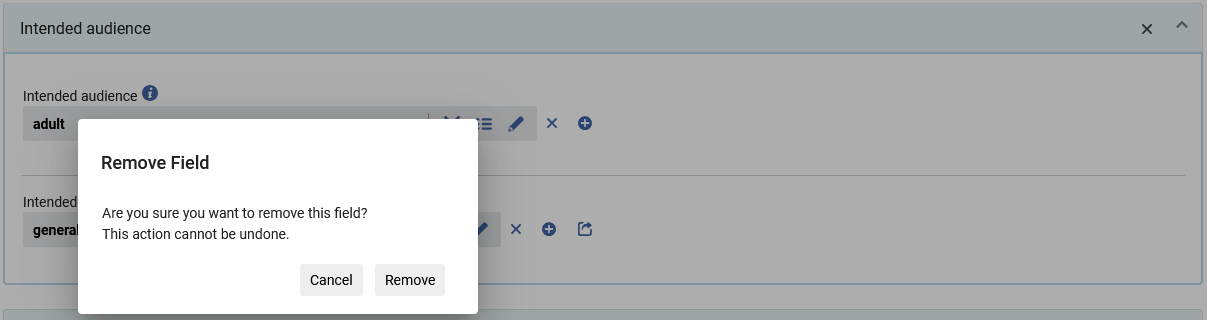 Intended audience
Intended audience
adult
Remove Field
Intended
Are you sure you want to remove this field?
general
This action cannot be undone.
Cancel
Remove